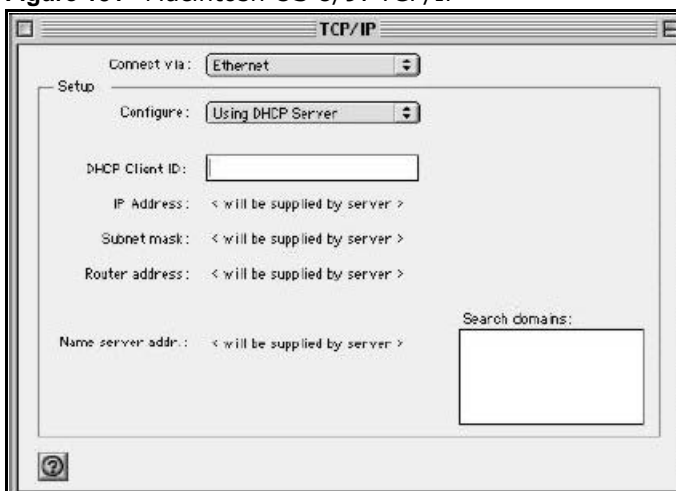 TCP/IP
Connect via: Ethernet
Setup
Configure: Using DHCP Server
DHCP Client ID:
IP Address: < will be supplied by server >
Subnet mask: < will be supplied by server >
Router address: < will be supplied by server >
Search domains:
Name server addr.: < will be supplied by server >
?